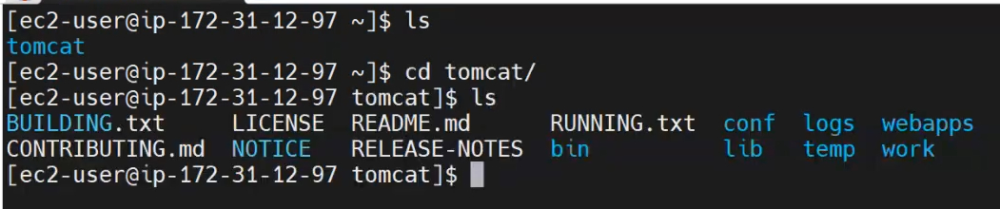 [ec2-user@ip-172-31-12-97 ~]$ ls
tomcat
[ec2-user@ip-172-31-12-97 ~]$ cd tomcat/
[ec2-user@ip-172-31-12-97 tomcat]$ ls
BUILDING.txt     LICENSE  README.md      RUNNING.txt  conf  logs  webapps
CONTRIBUTING.md  NOTICE   RELEASE-NOTES  bin          lib   temp  work
[ec2-user@ip-172-31-12-97 tomcat]$